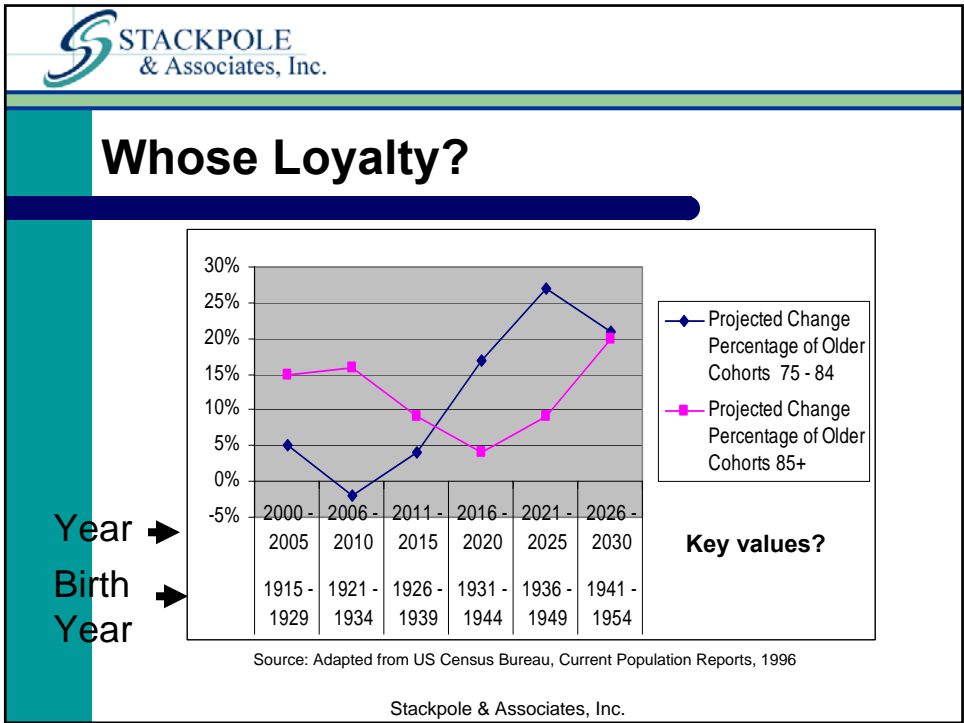 STACKPOLE
& Associates, Inc.
Whose Loyalty?
30%
25%
20%
15%
10%
5%
0%
-5%
Projected Change
Percentage of Older
Cohorts 75 - 84
Projected Change
Percentage of Older
Cohorts 85+
Year
2000 - 2006 - 2011 - 2016 - 2021 - 2026 -
2005 2010 2015 2020 2025 2030
Key values?
Birth
Year
1915 - 1921 - 1926 - 1931 - 1936 - 1941 -
1929 1934 1939 1944 1949 1954
Source: Adapted from US Census Bureau, Current Population Reports, 1996
Stackpole & Associates, Inc.